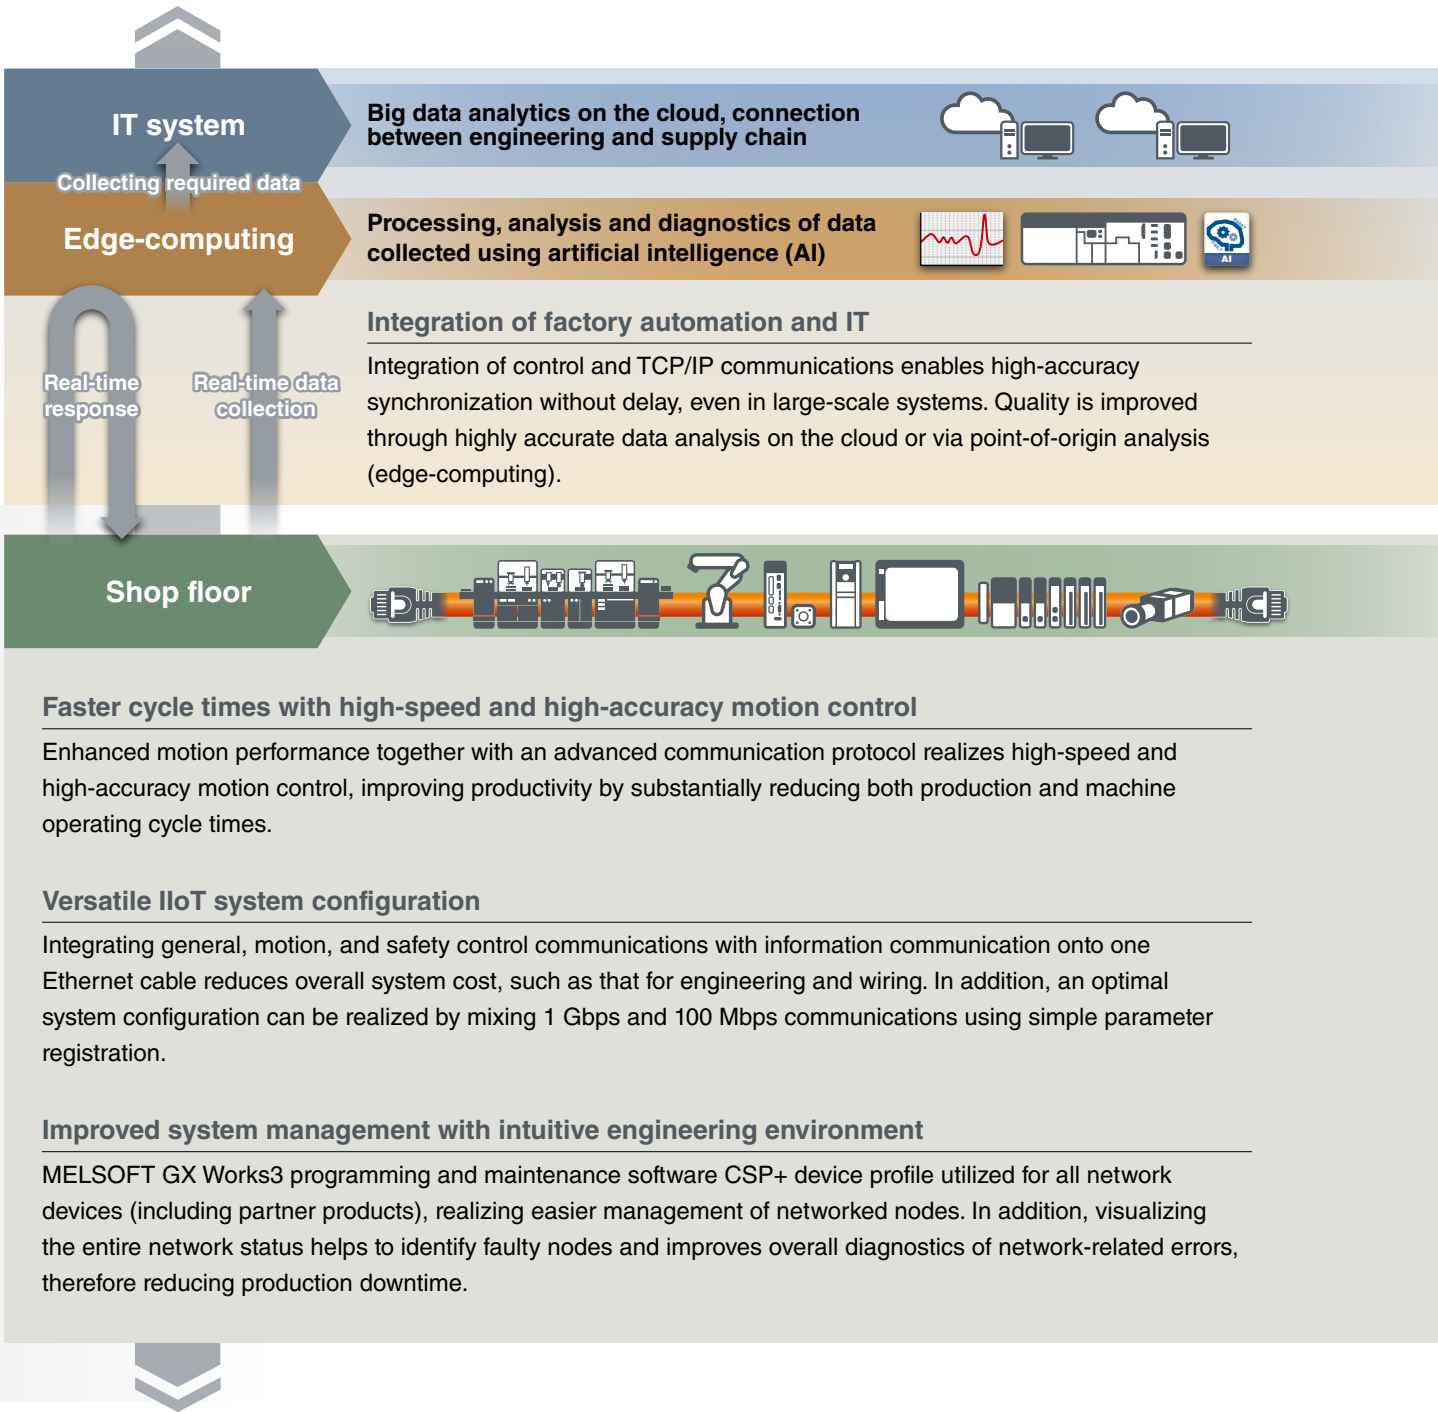 IT system
Big data analytics on the cloud, connection
between engineering and supply chain
Collecting required data
Edge-computing
Processing, analysis and diagnostics of data
collected using artificial intelligence (AI)
AI
Integration of factory automation and IT
Integration of control and TCP/IP communications enables high-accuracy
synchronization without delay, even in large-scale systems. Quality is improved
through highly accurate data analysis on the cloud or via point-of-origin analysis
(edge-computing).
Real-time
response
Real-time data
collection
Shop floor
Faster cycle times with high-speed and high-accuracy motion control
Enhanced motion performance together with an advanced communication protocol realizes high-speed and
high-accuracy motion control, improving productivity by substantially reducing both production and machine
operating cycle times.
Versatile IIoT system configuration
Integrating general, motion, and safety control communications with information communication onto one
Ethernet cable reduces overall system cost, such as that for engineering and wiring. In addition, an optimal
system configuration can be realized by mixing 1 Gbps and 100 Mbps communications using simple parameter
registration.
Improved system management with intuitive engineering environment
MELSOFT GX Works3 programming and maintenance software CSP+ device profile utilized for all network
devices (including partner products), realizing easier management of networked nodes. In addition, visualizing
the entire network status helps to identify faulty nodes and improves overall diagnostics of network-related errors,
therefore reducing production downtime.